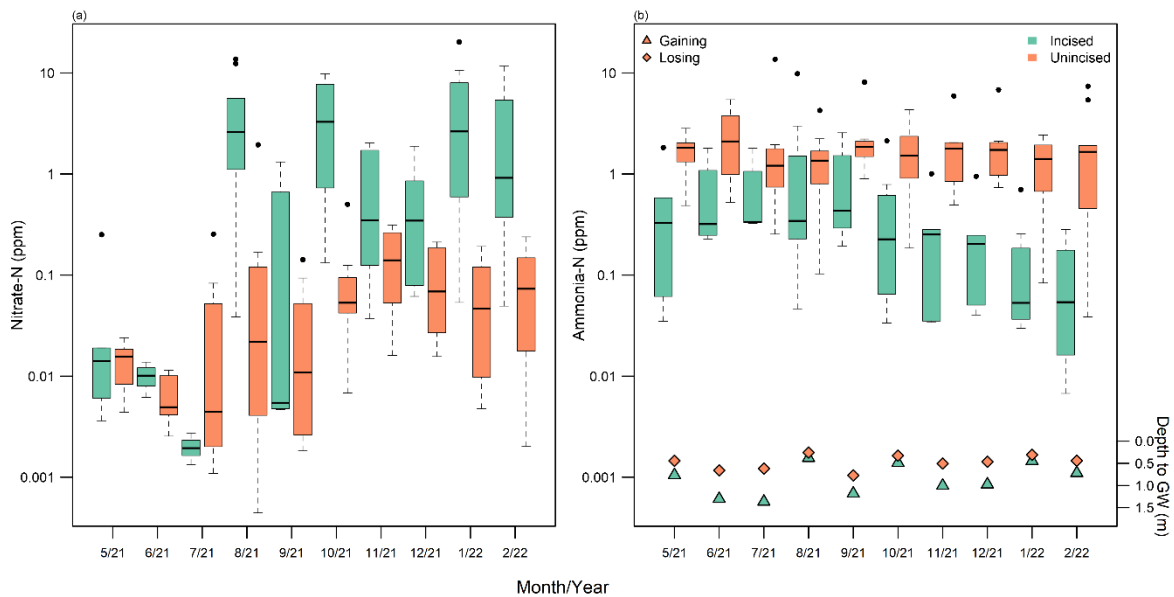 (a)
Nitrate-N (ppm)
10
1
0.1
0.01
0.001
5/21 6/21 7/21 8/21 9/21 10/21 11/21 12/21 1/22 2/22
(b)
Gaining
Losing
Incised
Unincised
Ammonia-N (ppm)
10
1
0.1
0.01
0.001
0.0
0.5
1.0
1.5
Depth to GW (m)
5/21 6/21 7/21 8/21 9/21 10/21 11/21 12/21 1/22 2/22
Month/Year